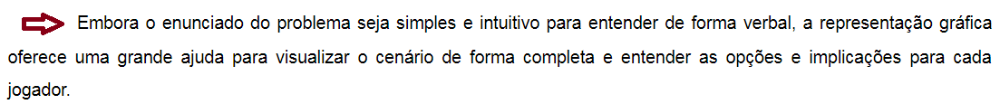 Embora o enunciado do problema seja simples e intuitivo para entender de forma verbal, a representação gráfica
oferece uma grande ajuda para visualizar o cenário de forma completa e entender as opções e implicações para cada
jogador.